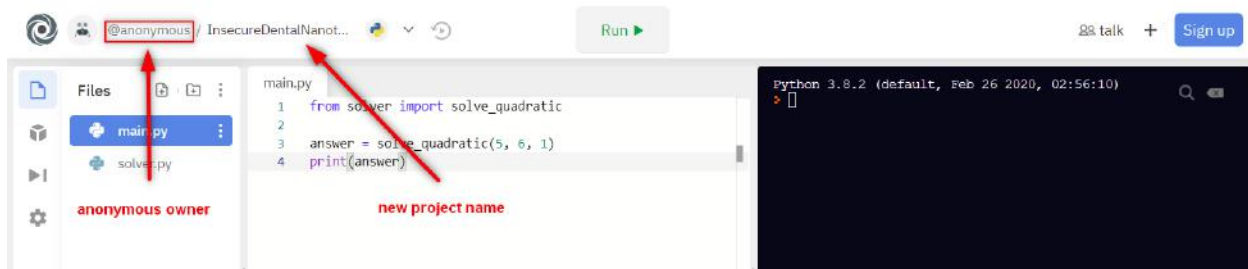 @anonymous / InsecureDentalNanot... Run ▶ talk + Sign up
Files
main.py
solver.py
anonymous owner
main.py
1 from solver import solve_quadratic
2
3 answer = solve_quadratic(5, 6, 1)
4 print(answer)
new project name
Python 3.8.2 (default, Feb 26 2020, 02:56:10)
>